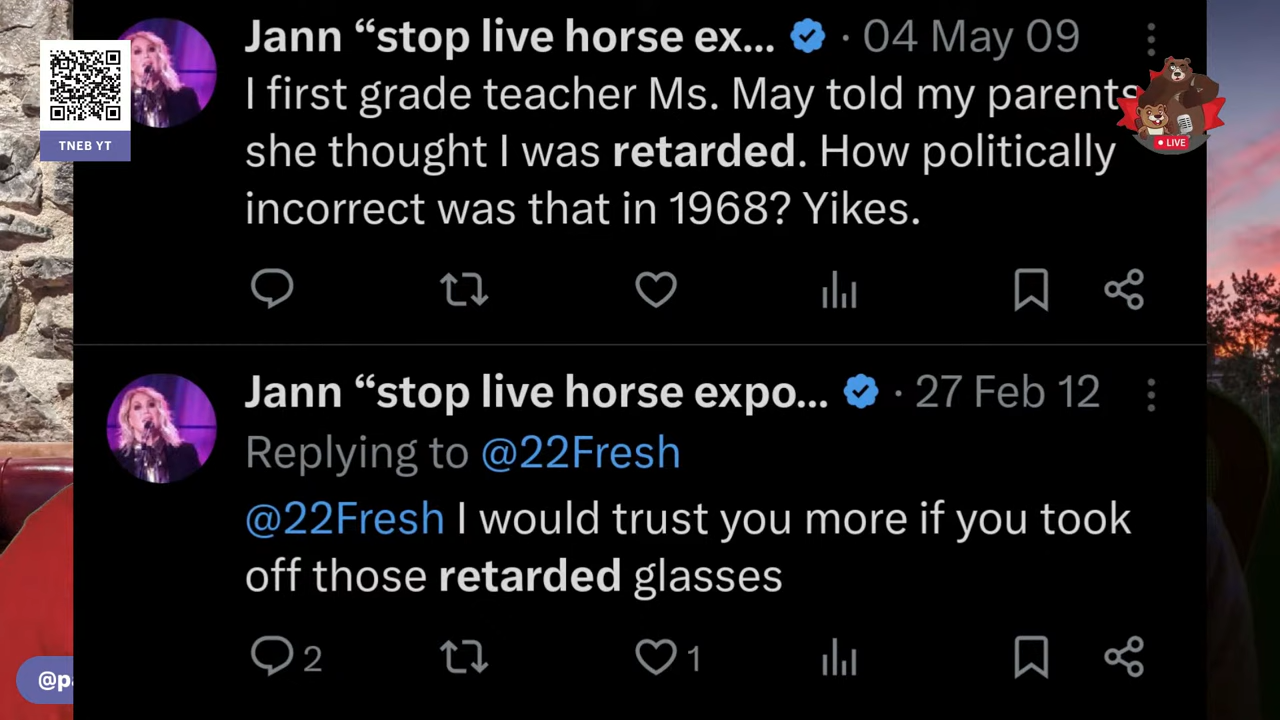 Jann “stop live horse ex... · 04 May 09
I first grade teacher Ms. May told my parents
she thought I was retarded. How politically
incorrect was that in 1968? Yikes.
TNEB YT
LIVE
Jann “stop live horse expo... · 27 Feb 12
Replying to @22Fresh
@22Fresh I would trust you more if you took
off those retarded glasses
2
1
@pa